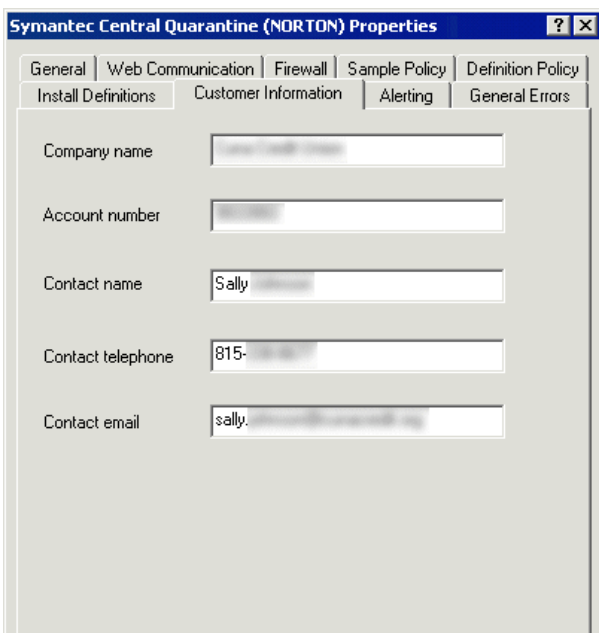 Symantec Central Quarantine (NORTON) Properties
General Web Communication Firewall Sample Policy Definition Policy
Install Definitions Customer Information Alerting General Errors
Company name
Account number
Contact name Sally
Contact telephone 815-
Contact email sally.